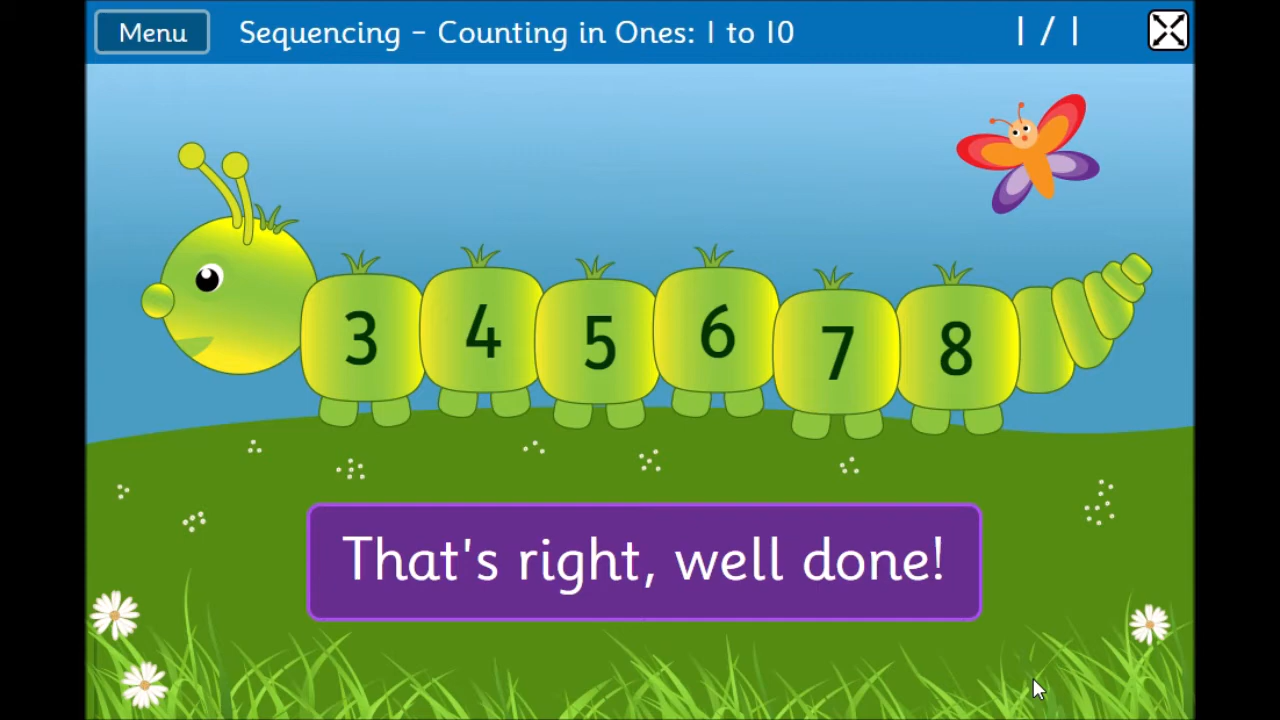 Menu
Sequencing – Counting in Ones: 1 to 10
1 / 1
3 4 5 6 7 8
That's right, well done!